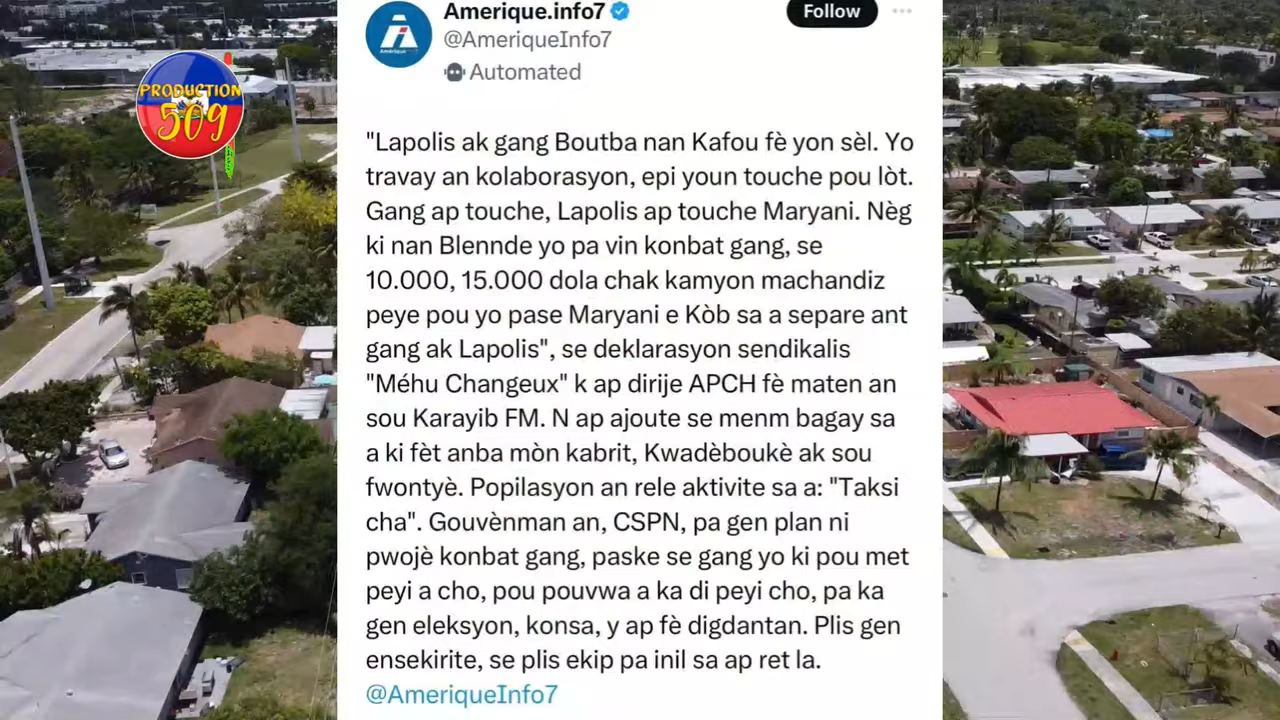 Amerique.info7
Follow
@AmeriqueInfo7
Automated
PRODUCTION
509
"Lapolis ak gang Boutba nan Kafou fè yon sèl. Yo
travay an kolaborasyon, epi youn touche pou lòt.
Gang ap touche, Lapolis ap touche Maryani. Nèg
ki nan Blennde yo pa vin konbat gang, se
10.000, 15.000 dola chak kamyon machandiz
peye pou yo pase Maryani e Kòb sa a separe ant
gang ak Lapolis", se deklarasyon sendikalis
"Méhu Changeux" k ap dirije APCH fè maten an
sou Karayib FM. N ap ajoute se menm bagay sa
a ki fèt anba mòn kabrit, Kwadèboukè ak sou
fwontyè. Popilasyon an rele aktivite sa a: "Taksi
cha". Gouvènman an, CSPN, pa gen plan ni
pwojè konbat gang, paske se gang yo ki pou met
peyi a cho, pou pouvwa a ka di peyi cho, pa ka
gen eleksyon, konsa, y ap fè digdantan. Plis gen
ensekirite, se plis ekip pa inil sa ap ret la.
@AmeriqueInfo7